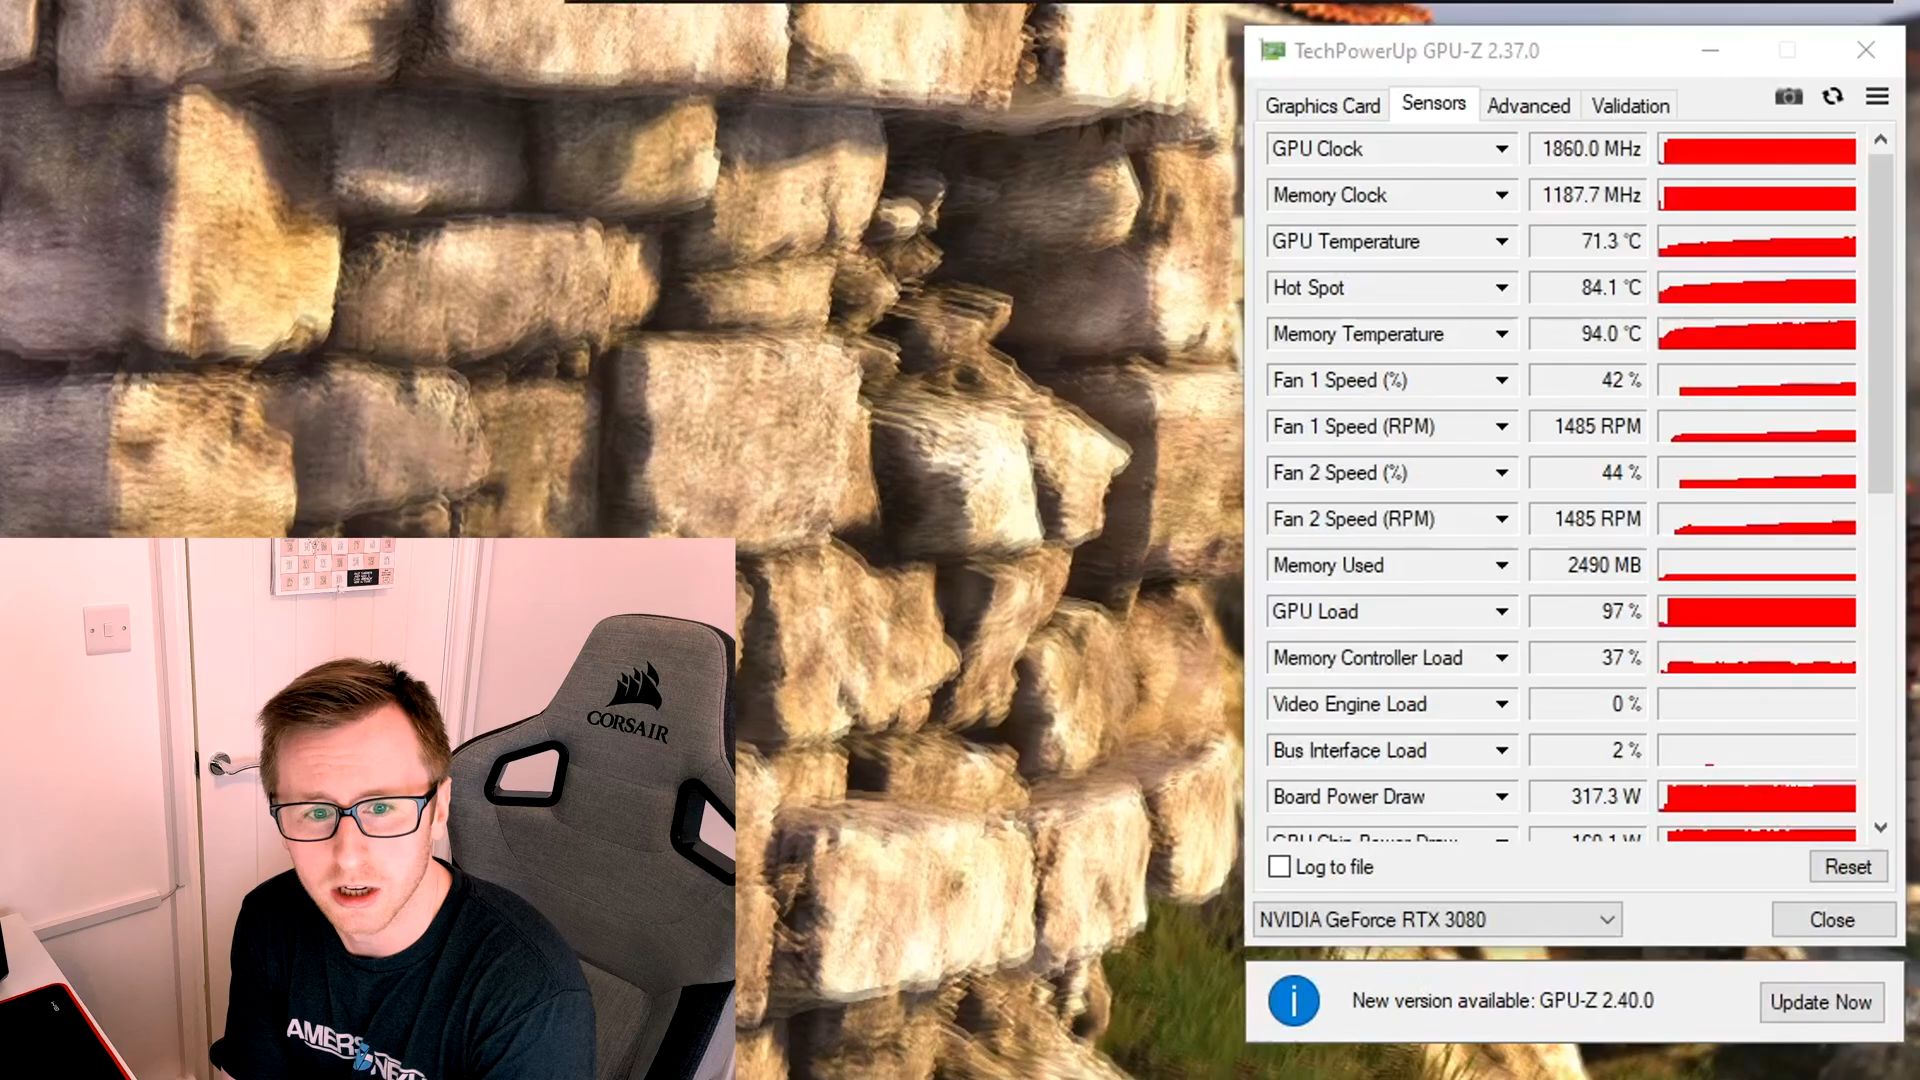 TechPowerUp GPU-Z 2.37.0
Graphics Card Sensors Advanced Validation
GPU Clock 1860.0 MHz
Memory Clock 1187.7 MHz
GPU Temperature 71.3 °C
Hot Spot 84.1 °C
Memory Temperature 94.0 °C
Fan 1 Speed (%) 42 %
Fan 1 Speed (RPM) 1485 RPM
Fan 2 Speed (%) 44 %
Fan 2 Speed (RPM) 1485 RPM
Memory Used 2490 MB
GPU Load 97 %
Memory Controller Load 37 %
Video Engine Load 0 %
Bus Interface Load 2 %
Board Power Draw 317.3 W
Log to file Reset
NVIDIA GeForce RTX 3080 Close
New version available: GPU-Z 2.40.0 Update Now
CORSAIR